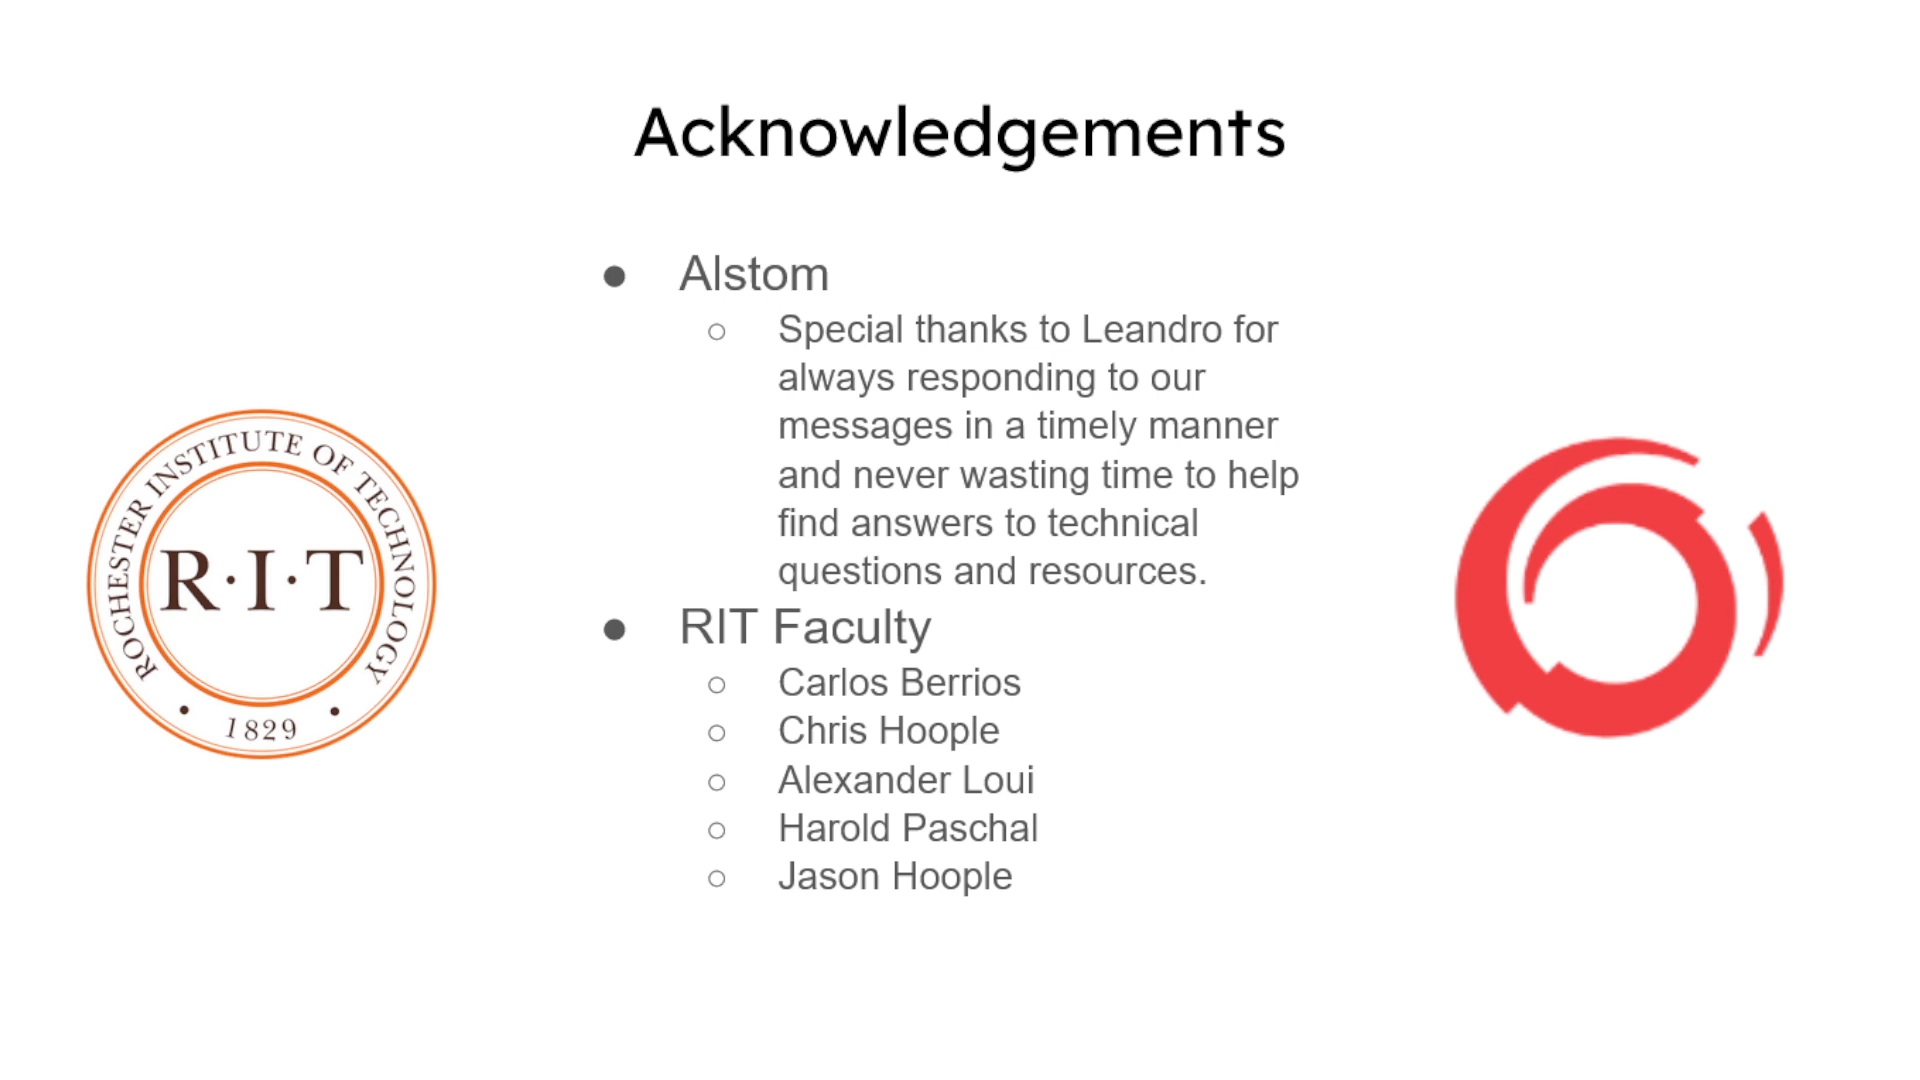 Acknowledgements
● Alstom
○ Special thanks to Leandro for
always responding to our
messages in a timely manner
and never wasting time to help
find answers to technical
questions and resources.
● RIT Faculty
○ Carlos Berrios
○ Chris Hoople
○ Alexander Loui
○ Harold Paschal
○ Jason Hoople
ROCHESTER INSTITUTE OF TECHNOLOGY
R·I·T
• 1829 •